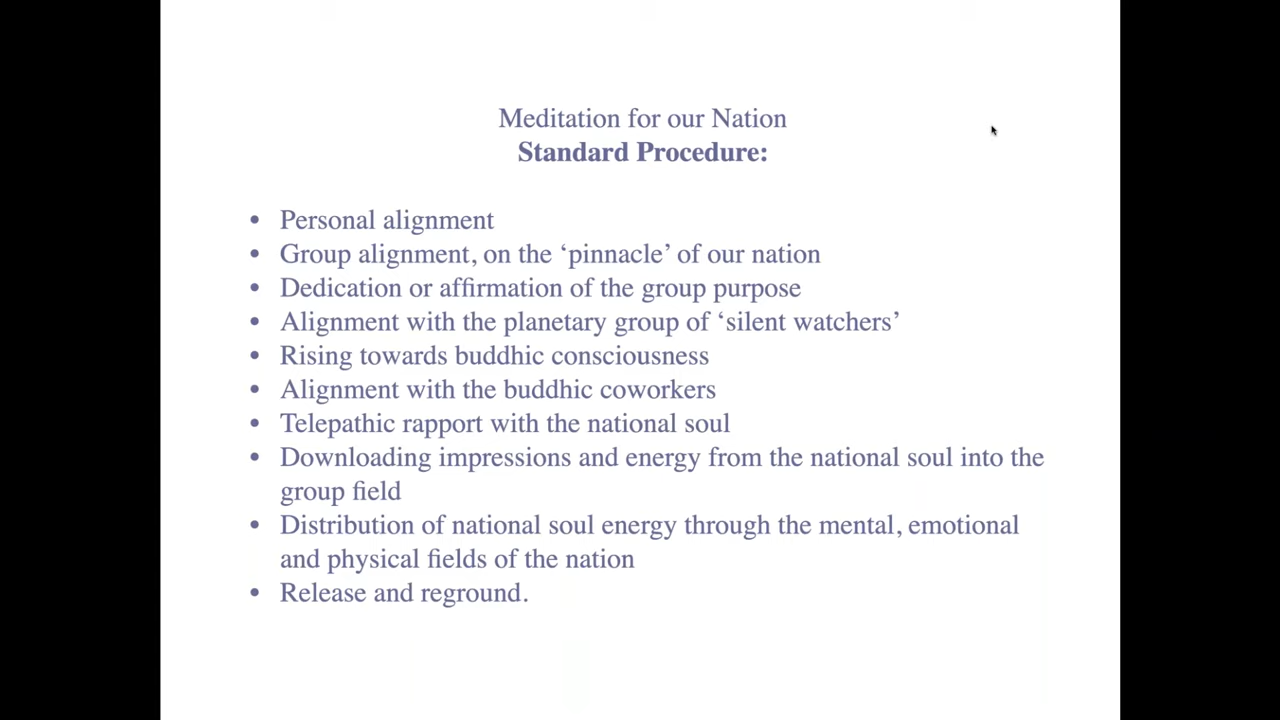 Meditation for our Nation
Standard Procedure:
• Personal alignment
• Group alignment, on the ‘pinnacle’ of our nation
• Dedication or affirmation of the group purpose
• Alignment with the planetary group of ‘silent watchers’
• Rising towards buddhic consciousness
• Alignment with the buddhic coworkers
• Telepathic rapport with the national soul
• Downloading impressions and energy from the national soul into the
group field
• Distribution of national soul energy through the mental, emotional
and physical fields of the nation
• Release and reground.